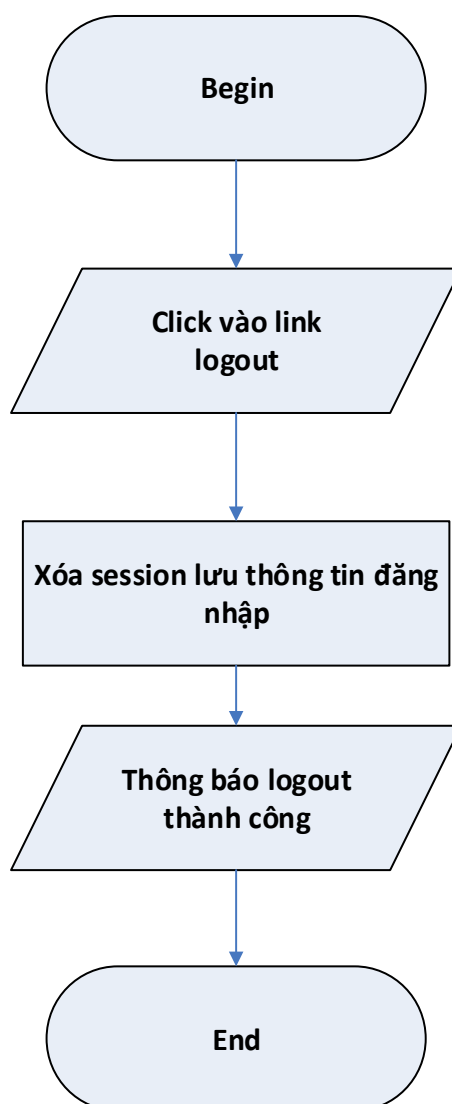 Begin
Click vào link
logout
Xóa session lưu thông tin đăng
nhập
Thông báo logout
thành công
End